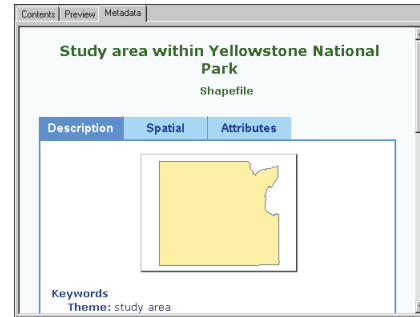 Contents Preview Metadata
Study area within Yellowstone National
Park
Shapefile
Description Spatial Attributes
Keywords
Theme: study area